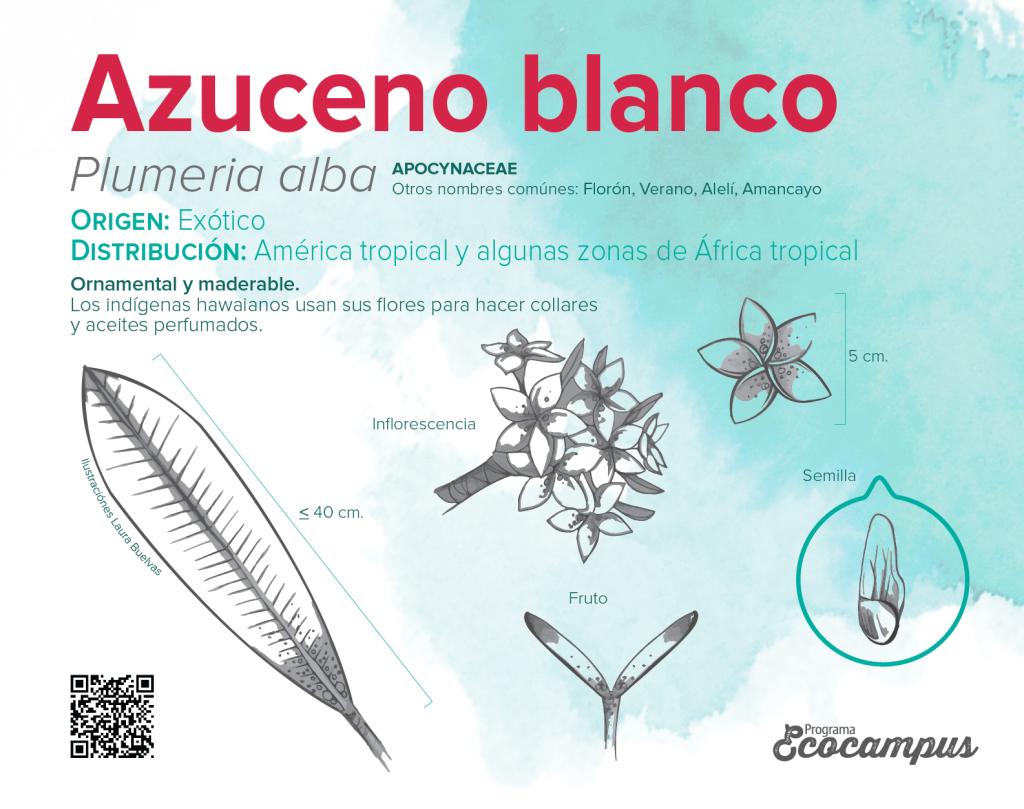 Azuceno blanco
Plumeria alba
APOCYNACEAE
Otros nombres comúnes: Florón, Verano, Alelí, Amancayo
ORIGEN: Exótico
DISTRIBUCIÓN: América tropical y algunas zonas de África tropical
Ornamental y maderable.
Los indígenas hawaianos usan sus flores para hacer collares
y aceites perfumados.
5 cm.
Inflorescencia
Semilla
≤ 40 cm.
Ilustraciónes Laura Buelvas
Fruto
Programa
Ecocampus